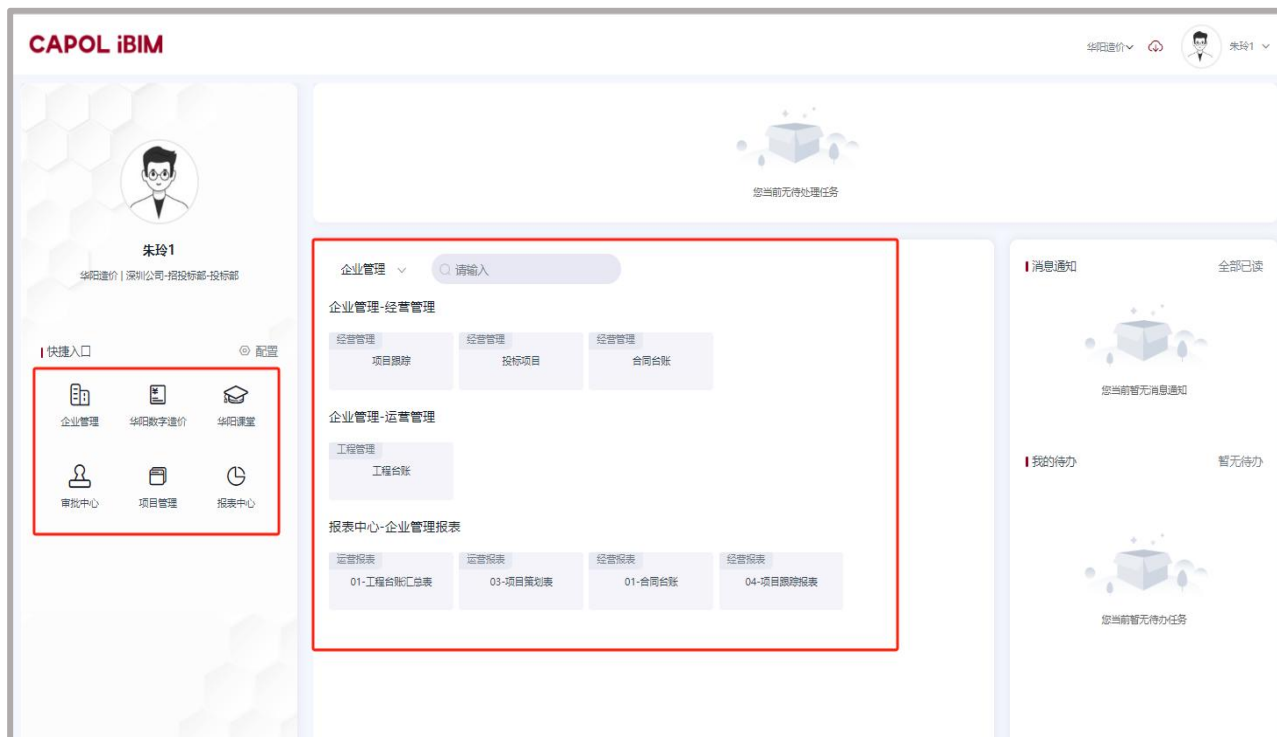 CAPOL iBIM
华阳造价
朱玲1
您当前无待处理任务
朱玲1
华阳造价 | 深圳公司-招投标部-投标部
快捷入口
配置
企业管理 华阳数字造价 华阳课堂
审批中心 项目管理 报表中心
企业管理 请输入
企业管理-经营管理
经营管理 经营管理 经营管理
项目跟踪 投标项目 合同台账
企业管理-运营管理
工程管理
工程台账
报表中心-企业管理报表
运营报表 运营报表 经营报表 经营报表
01-工程台账汇总表 03-项目策划表 01-合同台账 04-项目跟踪报表
消息通知 全部已读
您当前暂无消息通知
我的待办 暂无待办
您当前暂无待办任务